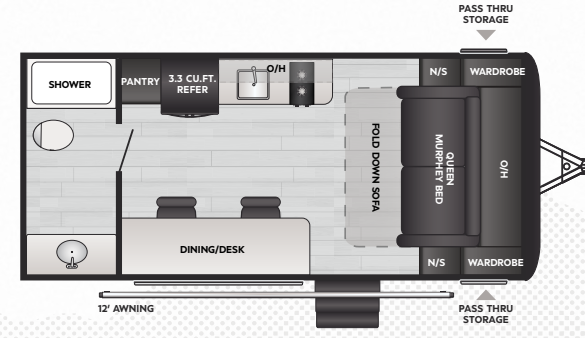 PASS THRU
STORAGE
O/H
N/S
WARDROBE
SHOWER
PANTRY
3.3 CU.FT.
REFER
FOLD DOWN SOFA
QUEEN
MURPHEY BED
O/H
DINING/DESK
N/S
WARDROBE
12' AWNING
PASS THRU
STORAGE